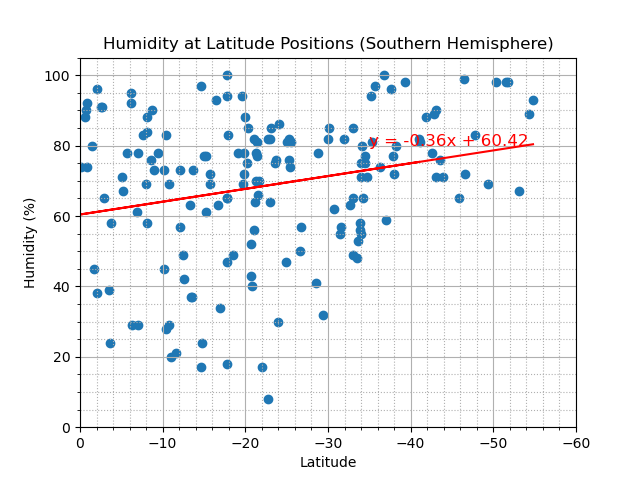 Humidity at Latitude Positions (Southern Hemisphere)
Humidity (%)
100
80
60
40
20
0
y = -0.36x + 60.42
0 −10 −20 −30 −40 −50 −60
Latitude